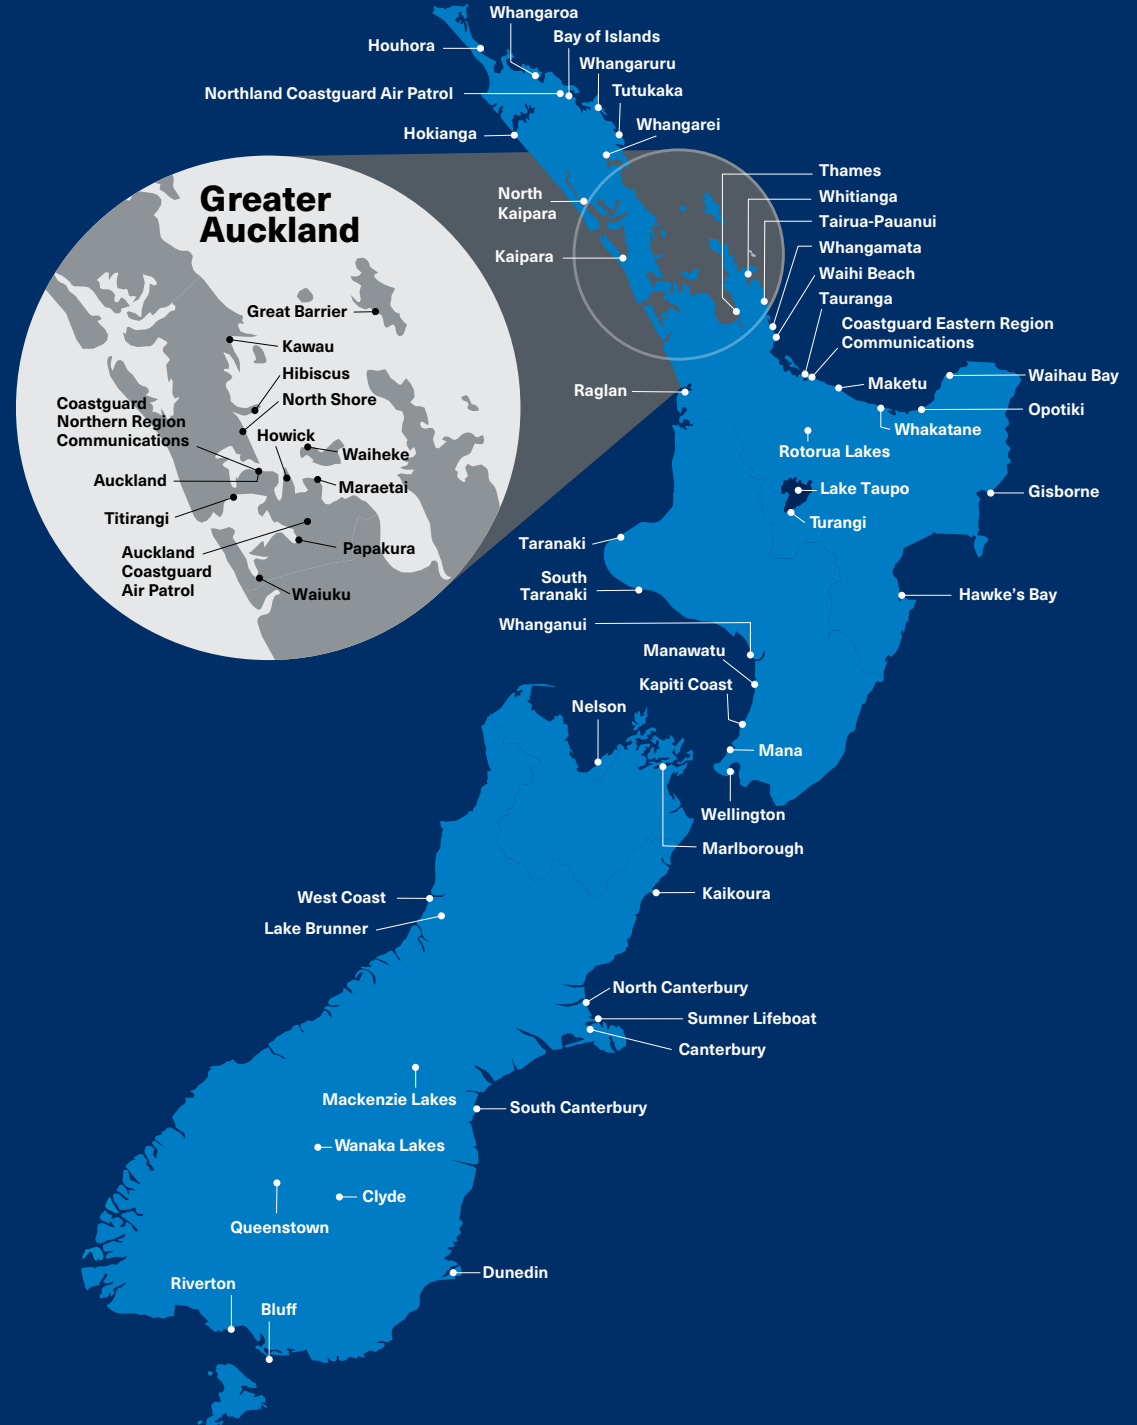 Whangaroa
Bay of Islands
Houhora
Whangaruru
Northland Coastguard Air Patrol
Tutukaka
Whangarei
Hokianga
Thames
Greater
Auckland
North
Kaipara
Whitianga
Tairua-Pauanui
Kaipara
Whangamata
Waihi Beach
Tauranga
Great Barrier
Coastguard Eastern Region
Communications
Kawau
Hibiscus
Waihau Bay
Maketu
Raglan
North Shore
Coastguard
Northern Region
Communications
Opotiki
Whakatane
Howick
Rotorua Lakes
Waiheke
Auckland
Maraetai
Lake Taupo
Gisborne
Titirangi
Turangi
Taranaki
Papakura
Auckland
Coastguard
Air Patrol
South
Taranaki
Waiuku
Hawke's Bay
Whanganui
Manawatu
Kapiti Coast
Nelson
Mana
Wellington
Marlborough
Kaikoura
West Coast
Lake Brunner
North Canterbury
Sumner Lifeboat
Canterbury
Mackenzie Lakes
South Canterbury
Wanaka Lakes
Clyde
Queenstown
Dunedin
Riverton
Bluff